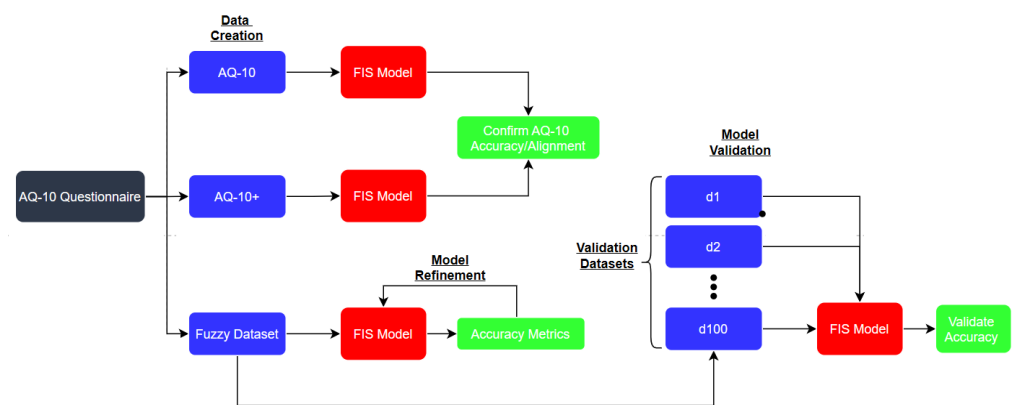 Data
Creation
AQ-10
FIS Model
Confirm AQ-10
Accuracy/Alignment
AQ-10 Questionnaire
AQ-10+
FIS Model
Model
Refinement
Fuzzy Dataset
FIS Model
Accuracy Metrics
Model
Validation
Validation
Datasets
d1
d2
d100
FIS Model
Validate
Accuracy